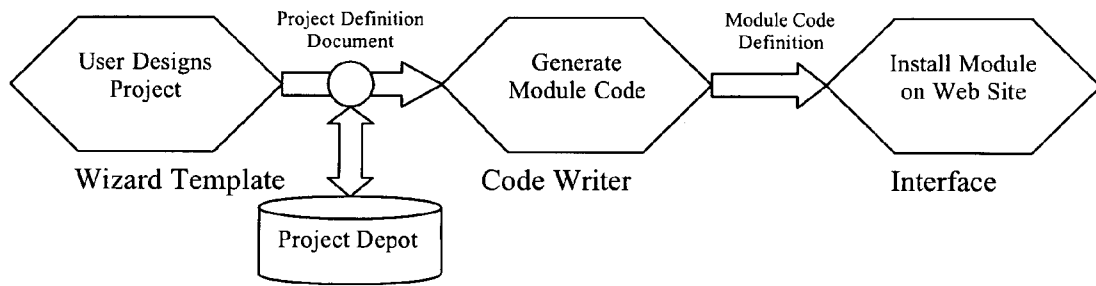 Project Definition
Document
Module Code
Definition
User Designs
Project
Generate
Module Code
Install Module
on Web Site
Wizard Template
Code Writer
Interface
Project Depot